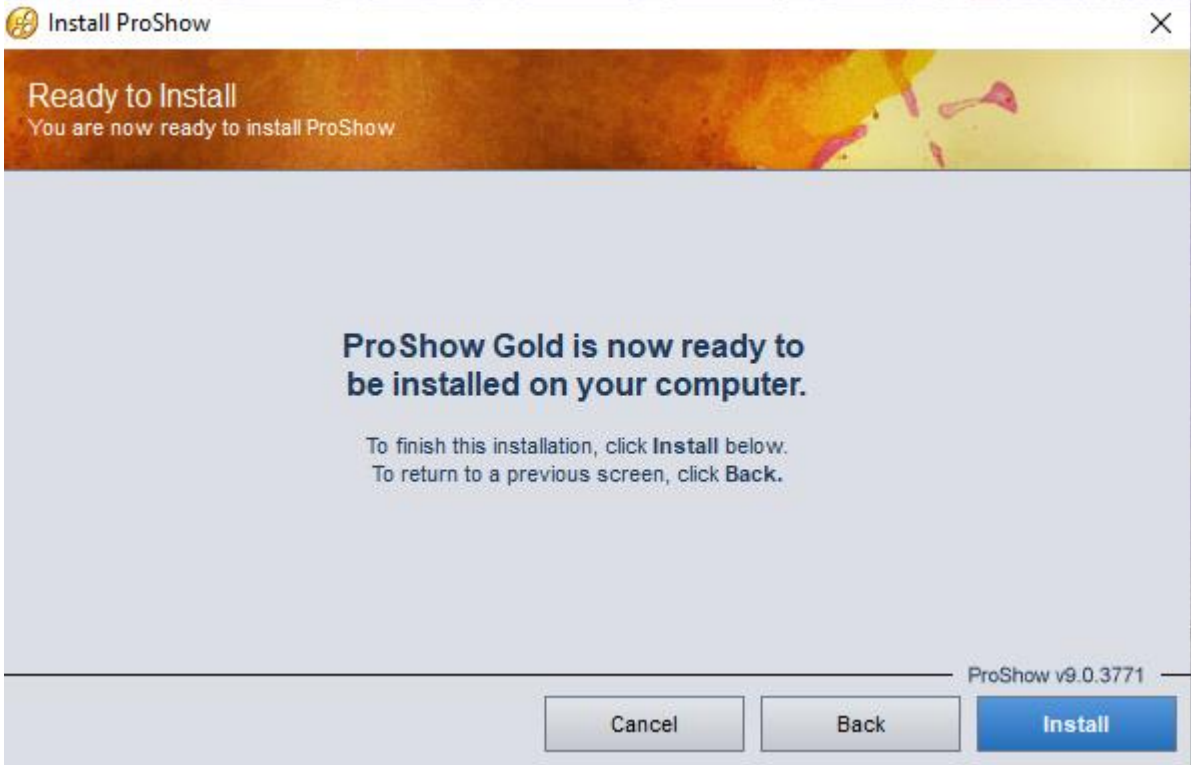 Install ProShow
Ready to Install
You are now ready to install ProShow
ProShow Gold is now ready to
be installed on your computer.
To finish this installation, click Install below.
To return to a previous screen, click Back.
ProShow v9.0.3771
Cancel
Back
Install